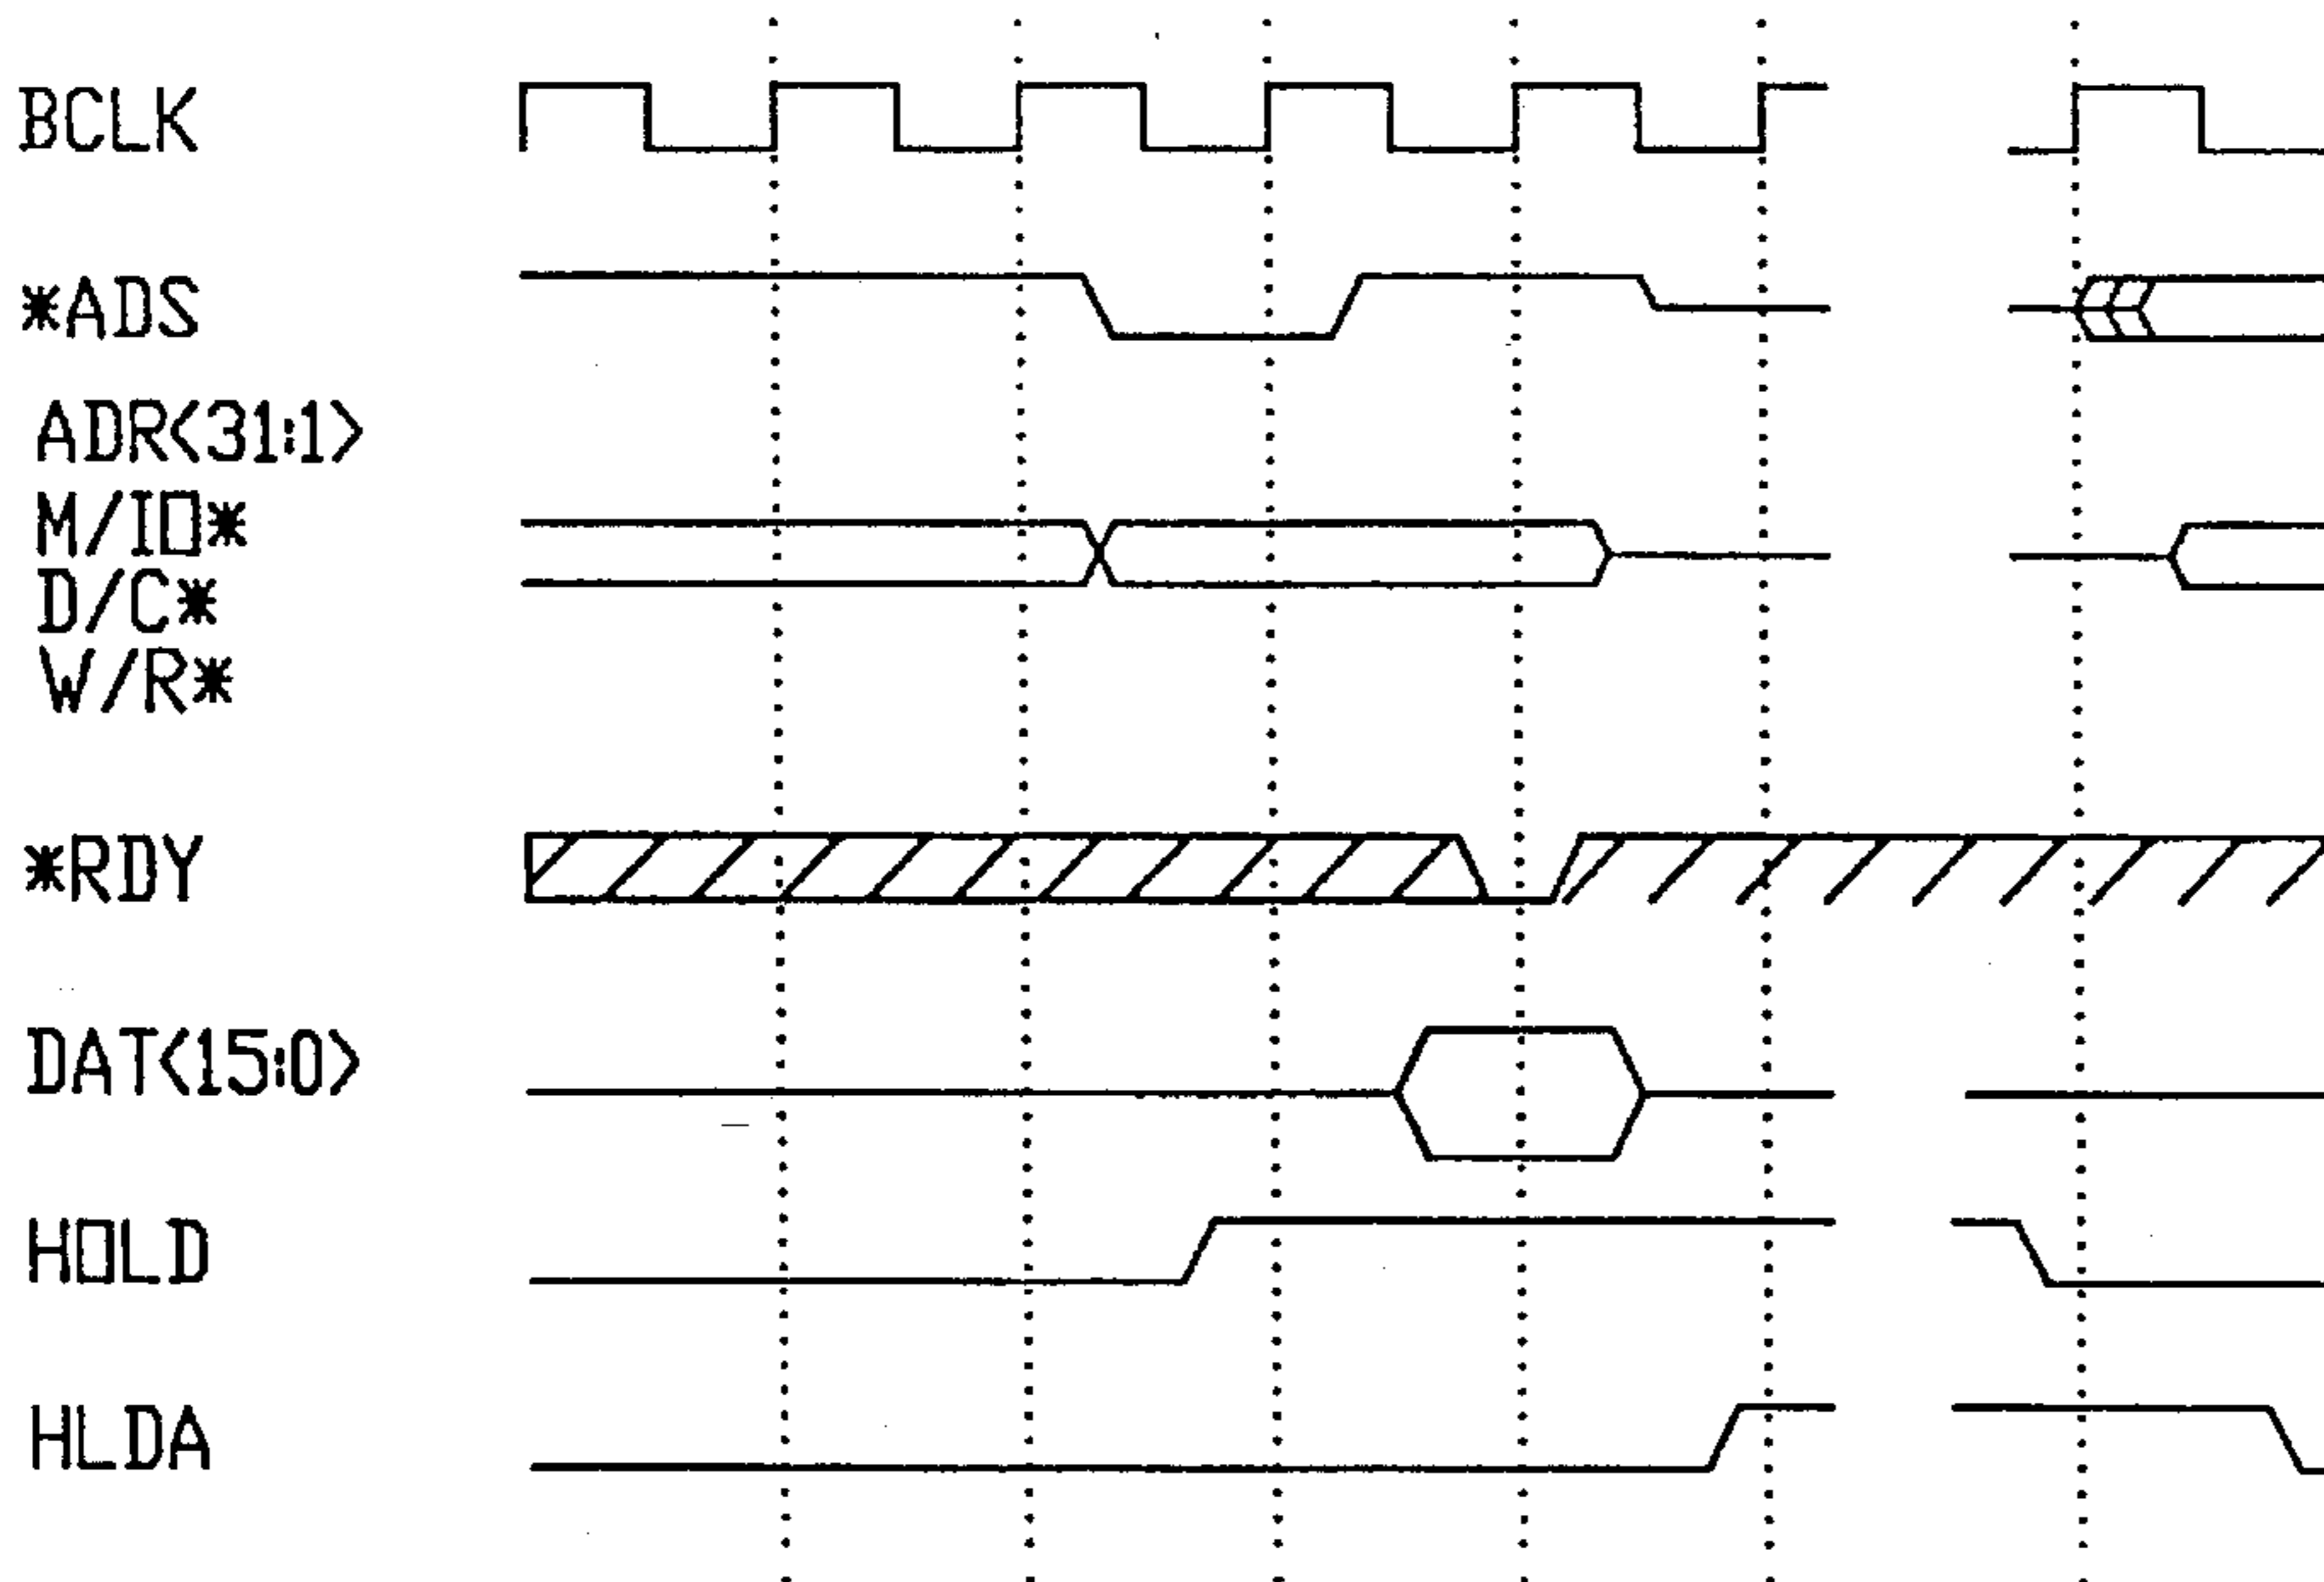 BCLK
*ADS
ADR<31:1>
M/IO*
D/C*
W/R*
*RDY
DAT<15:0>
HOLD
HLDA